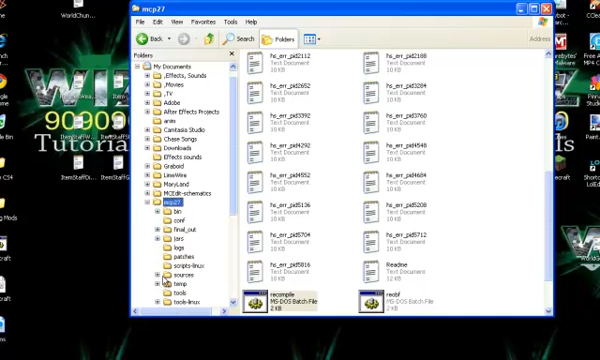 mcp27
File Edit View Favorites Tools Help
Back Search Folders Address
Folders
My Documents
.Effects, Sounds
.Movies
.TV
Adobe
After Effects Projects
anim
Camtasia Studio
Chase Songs
Downloads
Effects sounds
Graboid
LimeWire
MaryLand
MCEdit-schematics
mcp27
bin
conf
final_out
jars
logs
patches
scripts-linux
sources
temp
tools
tools-linux
hs_err_pid2112
Text Document
10 KB
hs_err_pid2188
Text Document
10 KB
hs_err_pid2652
Text Document
10 KB
hs_err_pid3284
Text Document
10 KB
hs_err_pid3392
Text Document
10 KB
hs_err_pid3760
Text Document
10 KB
hs_err_pid4292
Text Document
10 KB
hs_err_pid4548
Text Document
10 KB
hs_err_pid4552
Text Document
10 KB
hs_err_pid4684
Text Document
10 KB
hs_err_pid5136
Text Document
10 KB
hs_err_pid5208
Text Document
10 KB
hs_err_pid5704
Text Document
10 KB
hs_err_pid5712
Text Document
10 KB
hs_err_pid5816
Text Document
10 KB
Readme
Text Document
12 KB
recompile
MS-DOS Batch File
2 KB
reobf
MS-DOS Batch File
2 KB
WIZ
90909
Tutoria